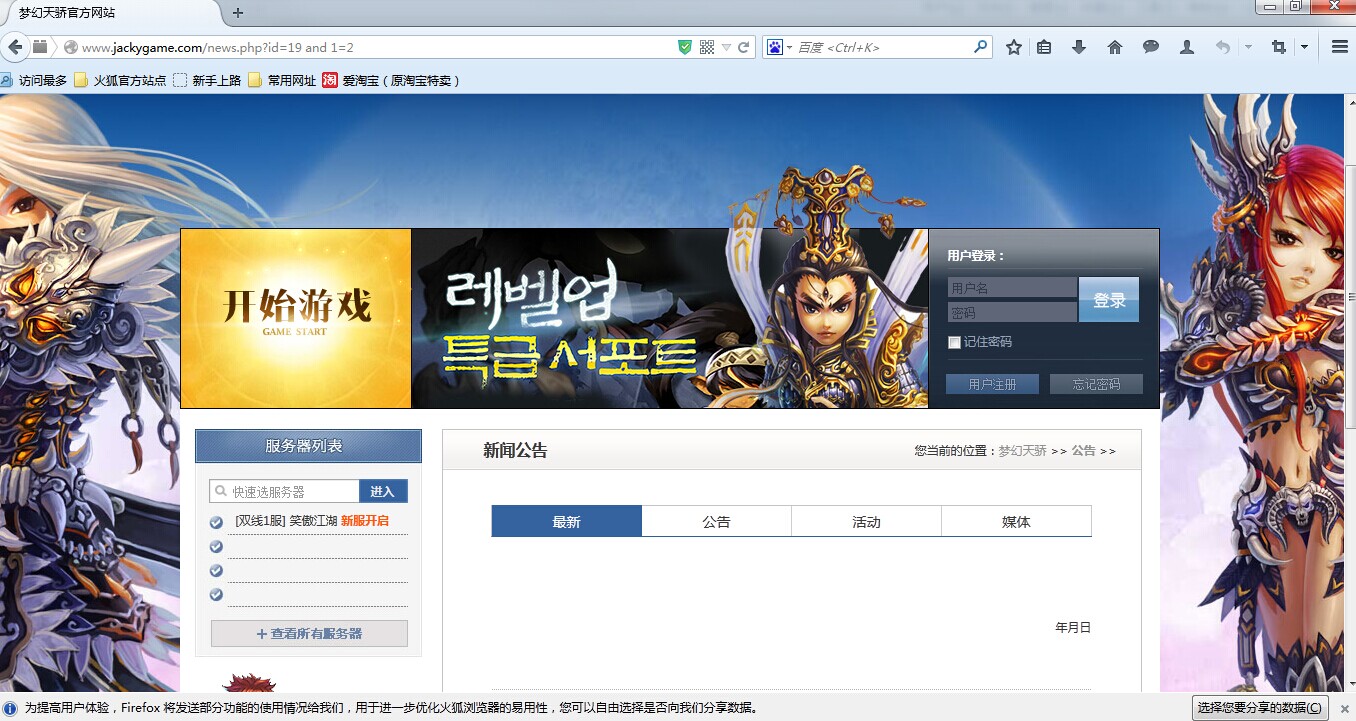 梦幻天骄官方网站
www.jackygame.com/news.php?id=19 and 1=2
百度 <Ctrl+K>
访问最多 火狐官方站点 新手上路 常用网址 淘 爱淘宝（原淘宝特卖）
开始游戏
GAME START
레벨업
특급 서포트
用户登录：
用户名
密码
登录
记住密码
用户注册 忘记密码
服务器列表
快速选服务器 进入
[双线1服] 笑傲江湖 新服开启
+ 查看所有服务器
新闻公告 您当前的位置：梦幻天骄 >> 公告 >>
最新 公告 活动 媒体
年月日
为提高用户体验，Firefox 将发送部分功能的使用情况给我们，用于进一步优化火狐浏览器的易用性，您可以自由选择是否向我们分享数据。 选择您要分享的数据(C)